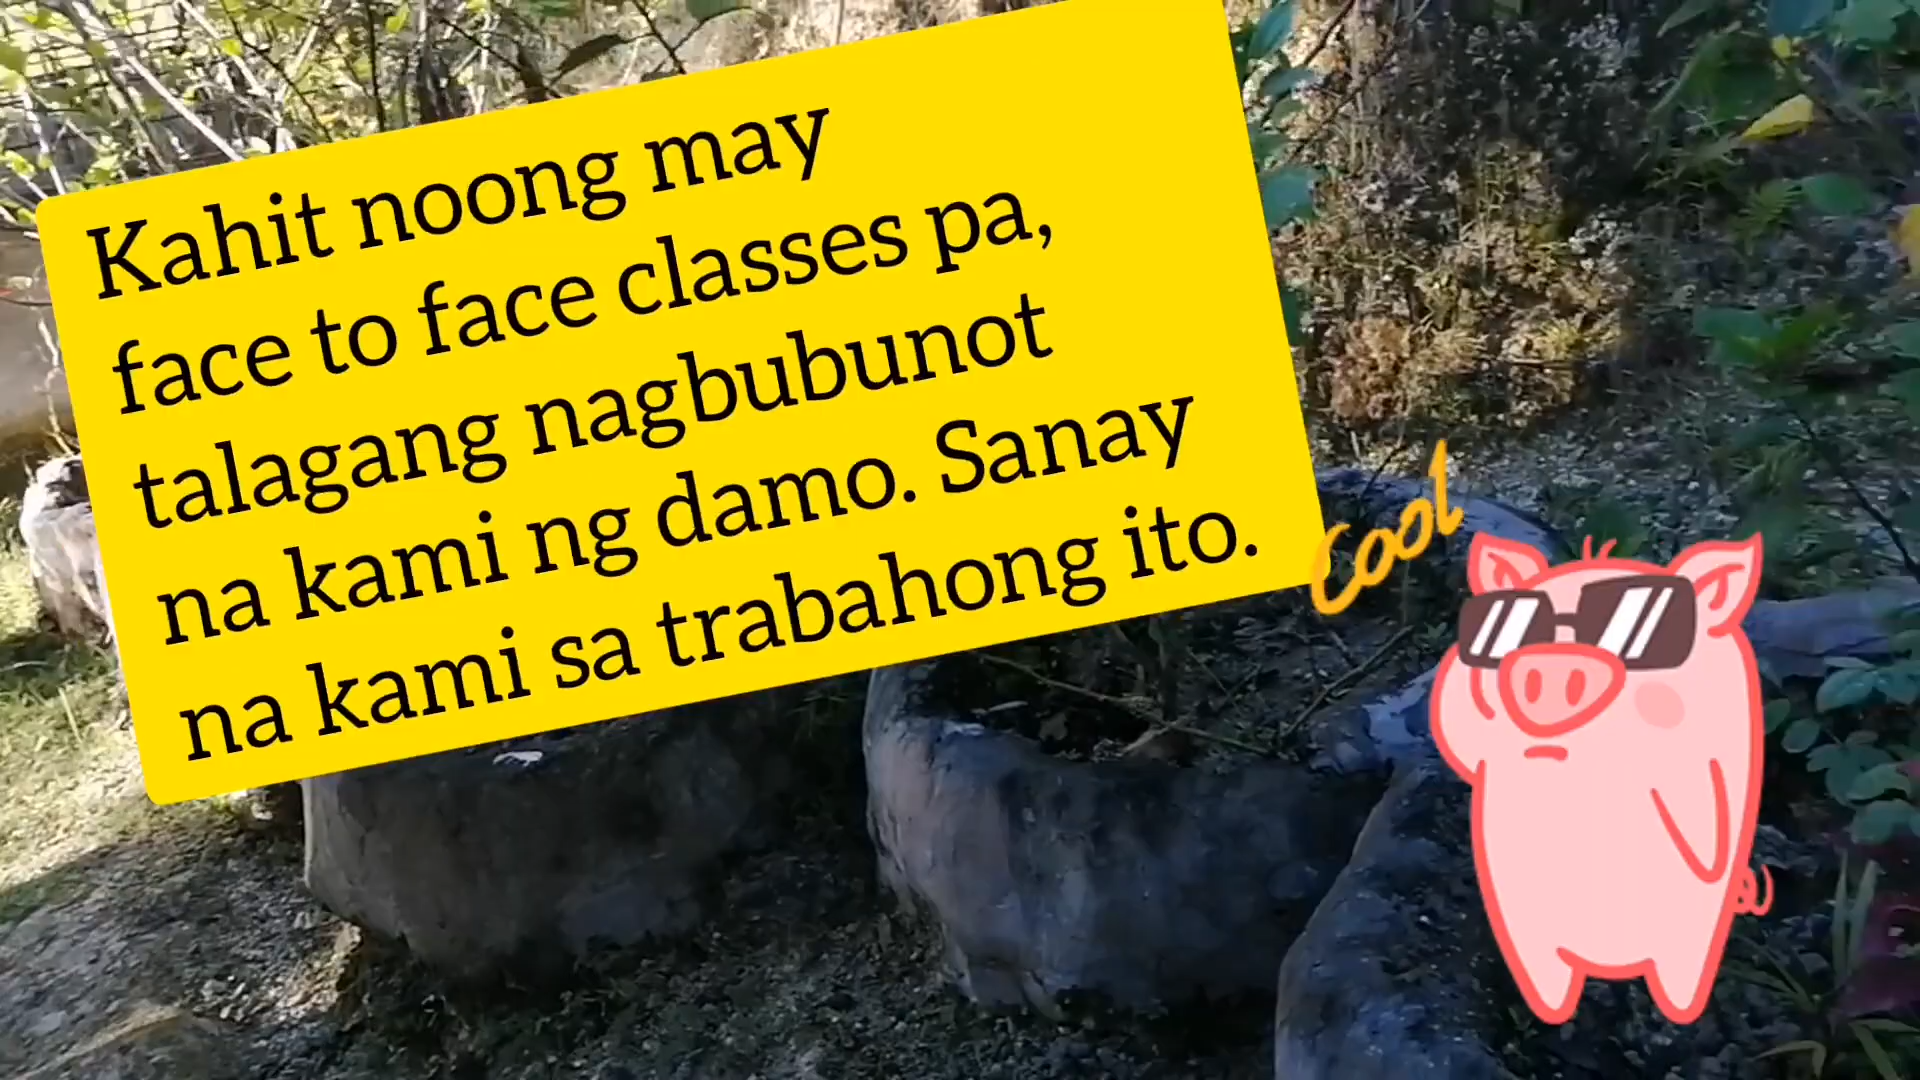 Kahit noong may
face to face classes pa,
talagang nagbubunot
na kami ng damo. Sanay
na kami sa trabahong ito.
Cool